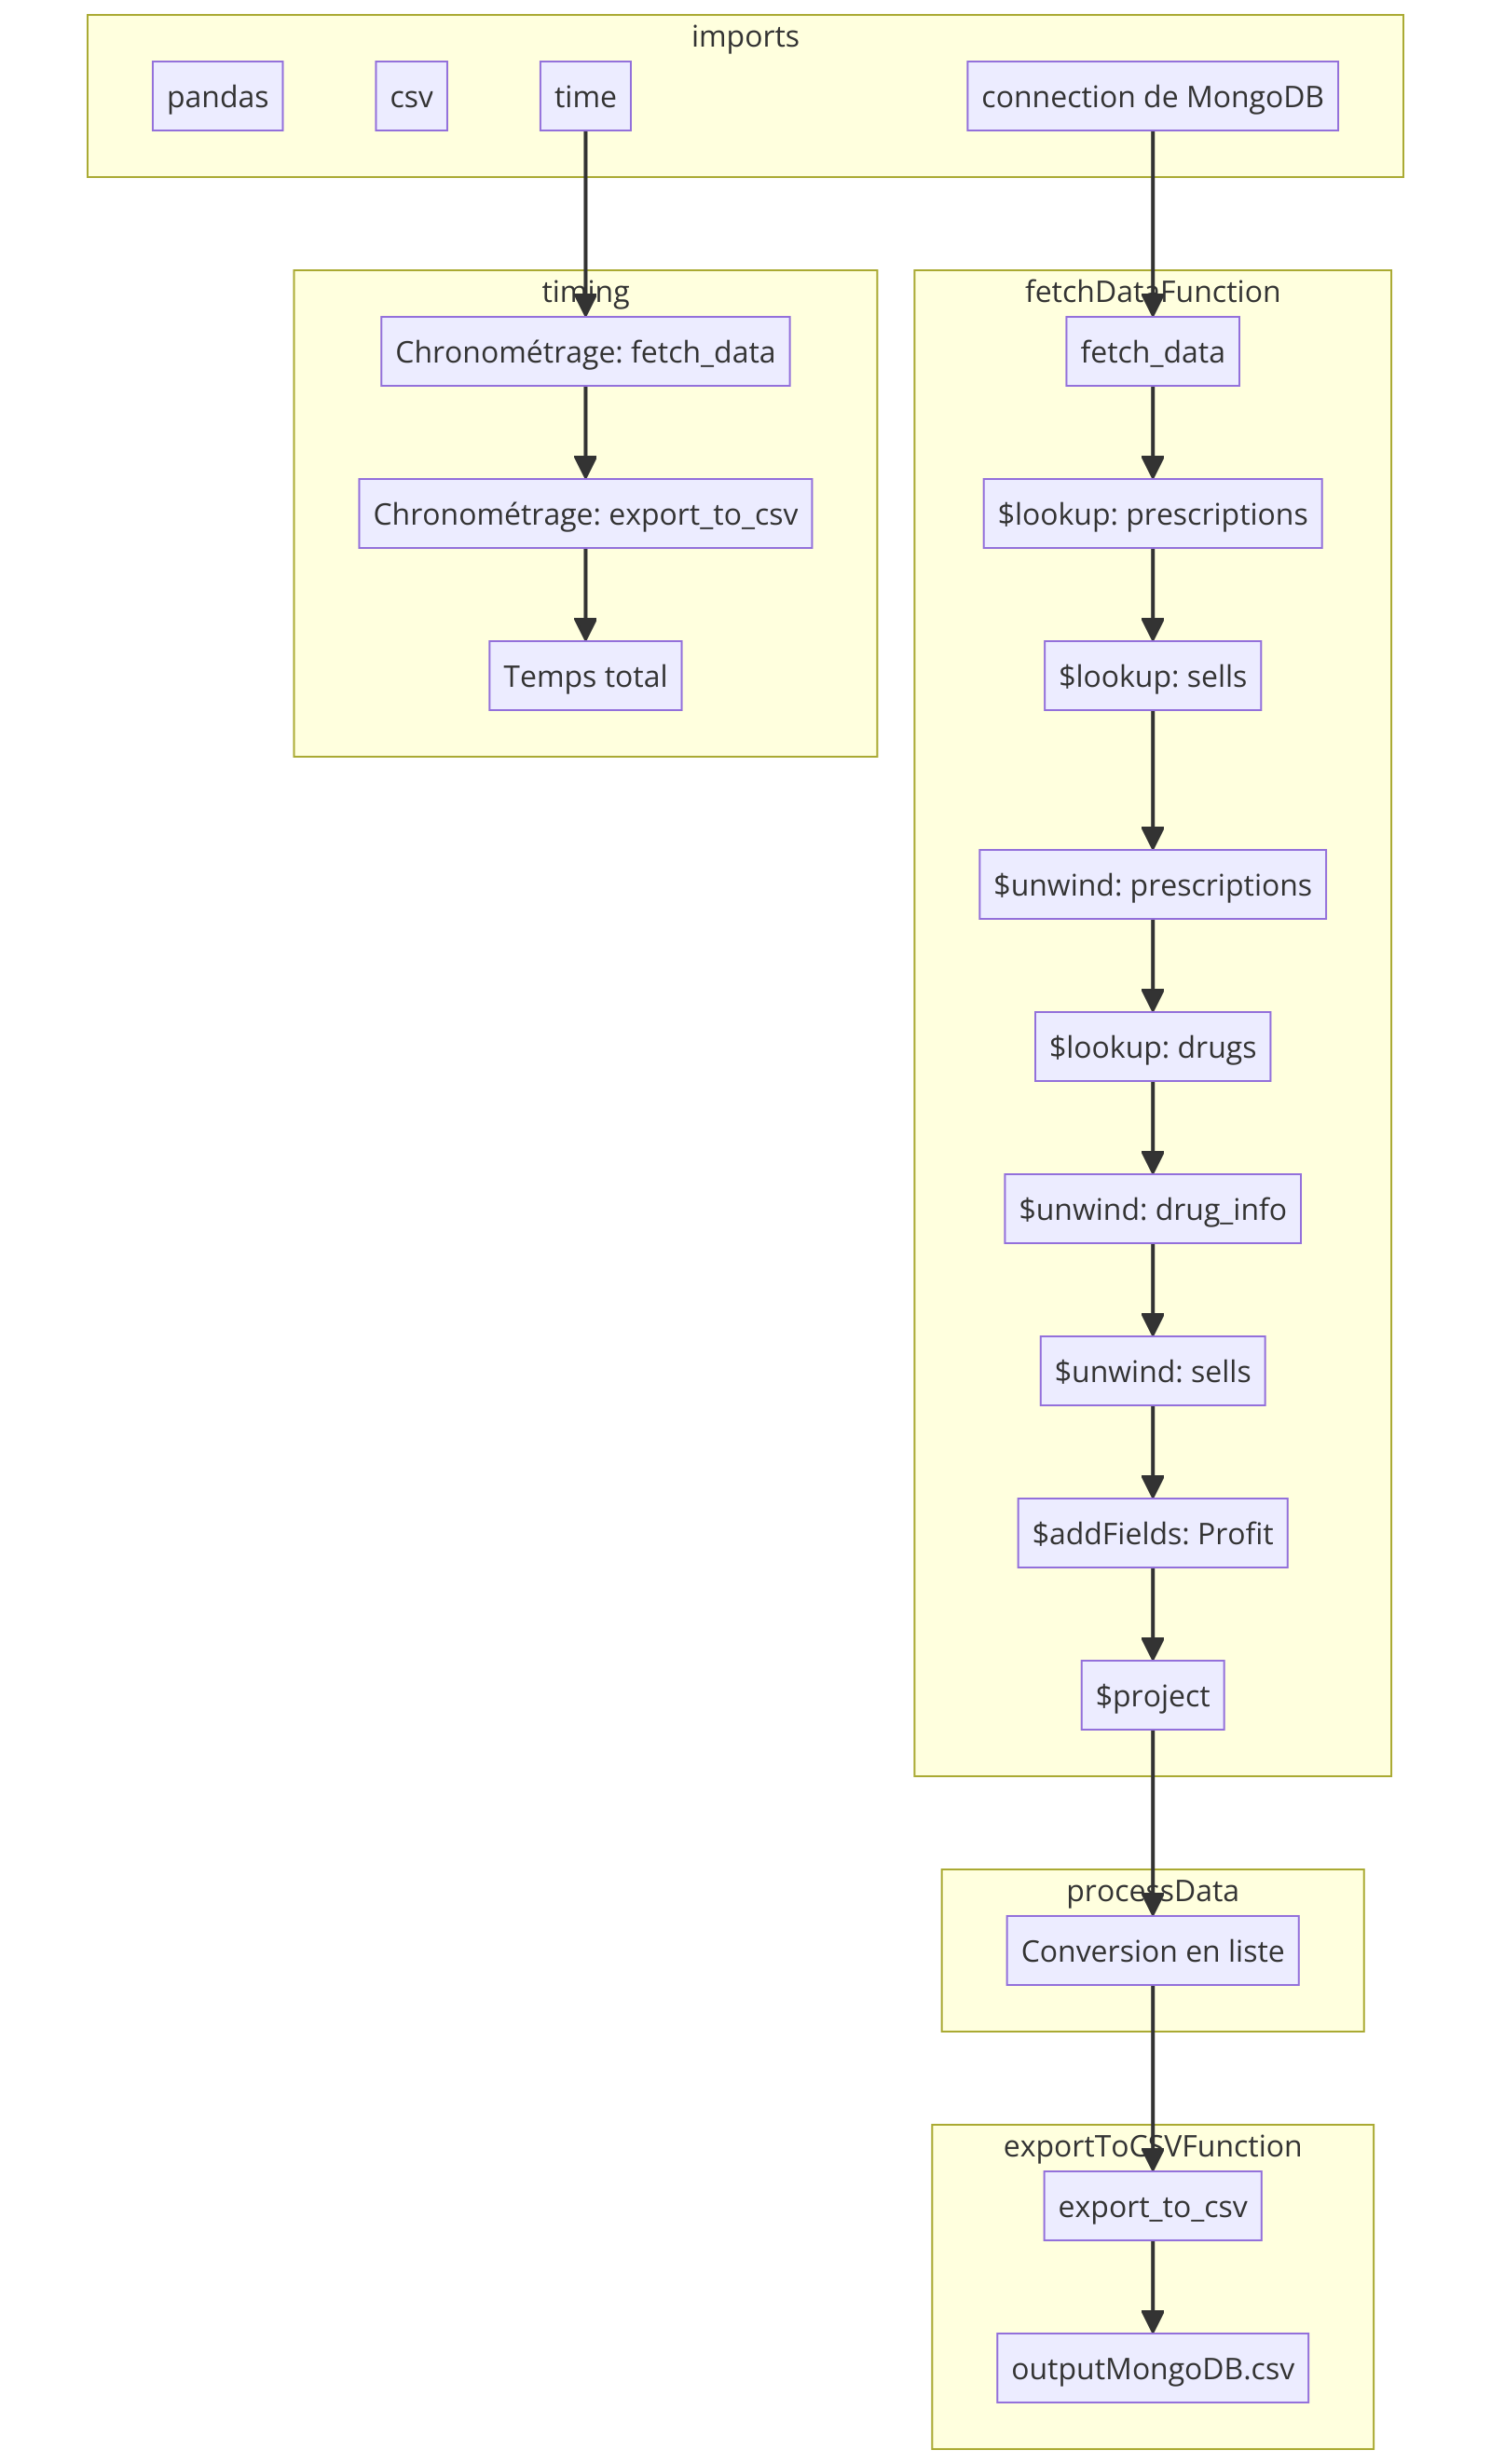 imports
pandas
csv
time
connection de MongoDB
timing
Chronométrage: fetch_data
Chronométrage: export_to_csv
Temps total
fetchDataFunction
fetch_data
$lookup: prescriptions
$lookup: sells
$unwind: prescriptions
$lookup: drugs
$unwind: drug_info
$unwind: sells
$addFields: Profit
$project
processData
Conversion en liste
exportToCSVFunction
export_to_csv
outputMongoDB.csv